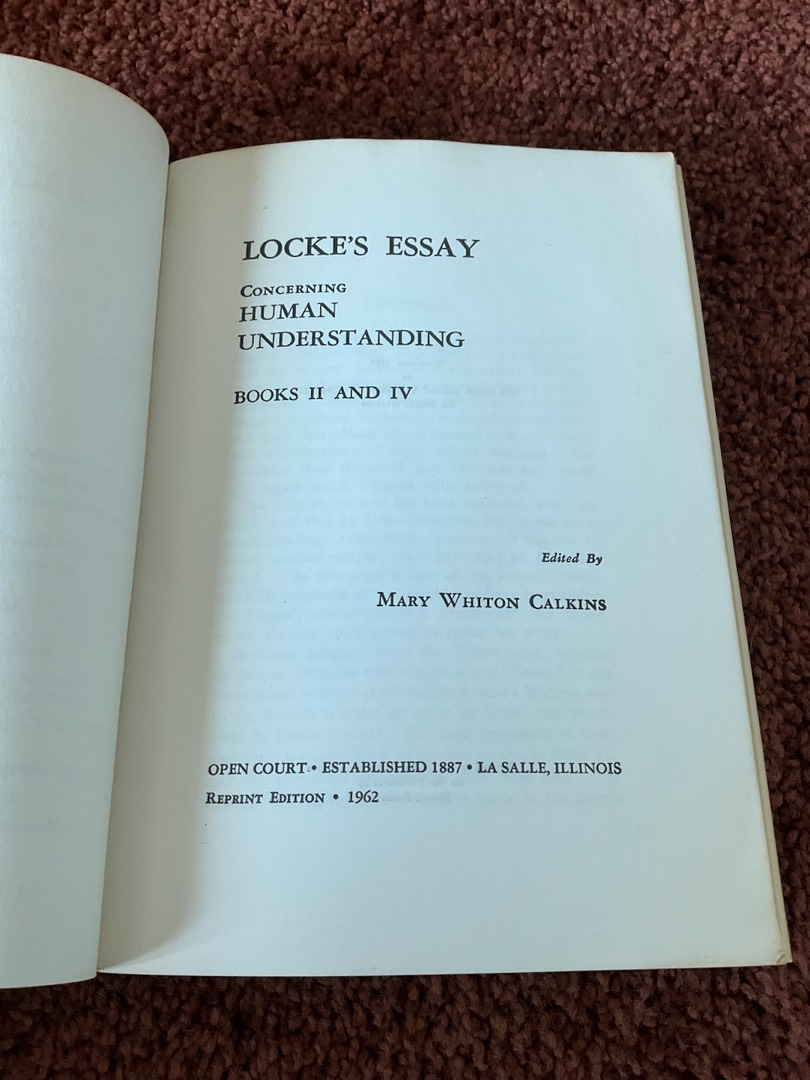 LOCKE'S ESSAY
CONCERNING
HUMAN
UNDERSTANDING
BOOKS II AND IV
Edited By
MARY WHITON CALKINS
OPEN COURT • ESTABLISHED 1887 • LA SALLE, ILLINOIS
REPRINT EDITION • 1962